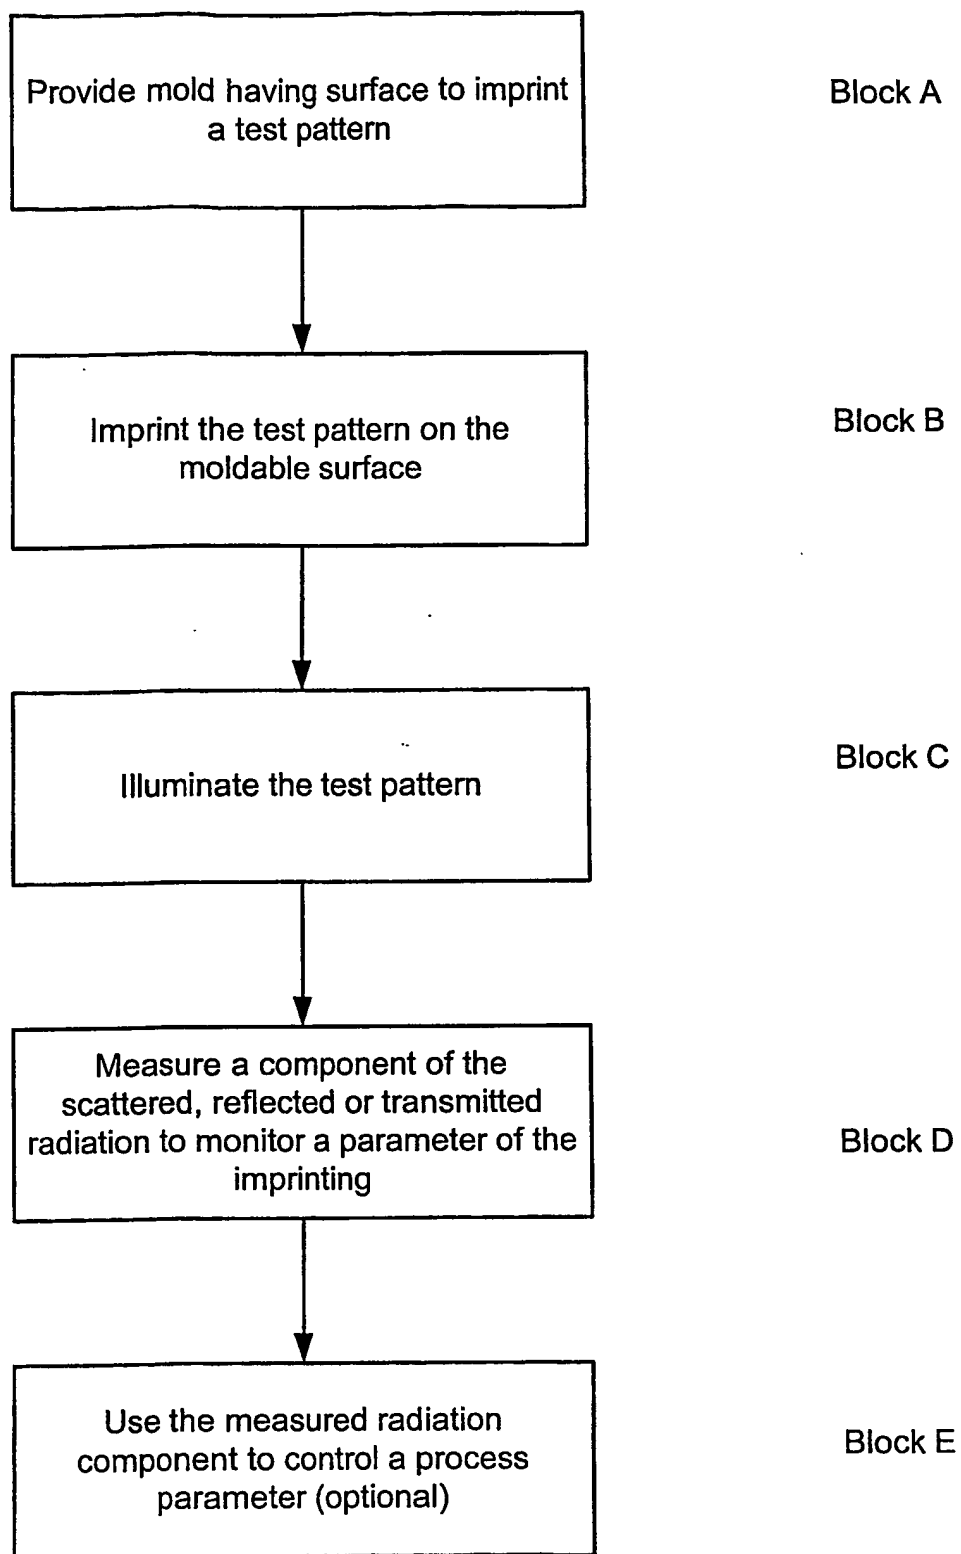 Provide mold having surface to imprint
a test pattern
Block A
Imprint the test pattern on the
moldable surface
Block B
Illuminate the test pattern
Block C
Measure a component of the
scattered, reflected or transmitted
radiation to monitor a parameter of the
imprinting
Block D
Use the measured radiation
component to control a process
parameter (optional)
Block E